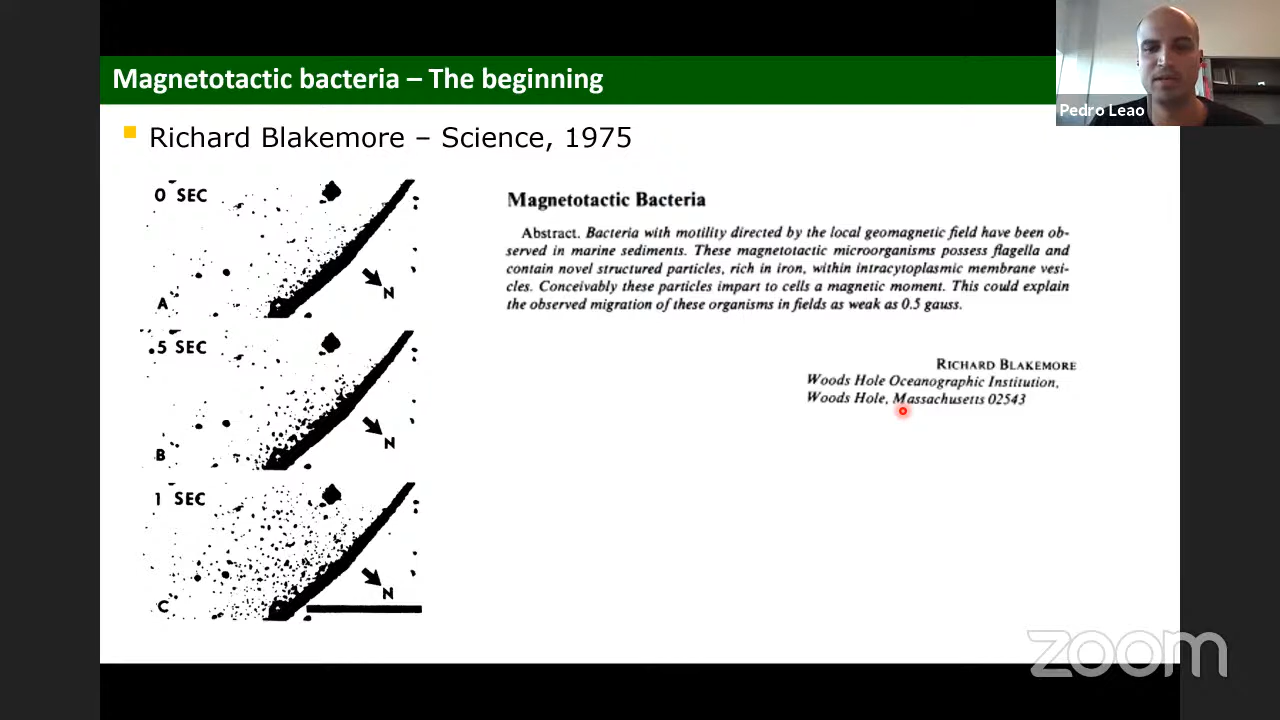 Magnetotactic bacteria – The beginning
Pedro Leao
Richard Blakemore – Science, 1975
0 SEC
A
N
.5 SEC
B
N
1 SEC
C
N
Magnetotactic Bacteria
Abstract. Bacteria with motility directed by the local geomagnetic field have been ob-
served in marine sediments. These magnetotactic microorganisms possess flagella and
contain novel structured particles, rich in iron, within intracytoplasmic membrane vesi-
cles. Conceivably these particles impart to cells a magnetic moment. This could explain
the observed migration of these organisms in fields as weak as 0.5 gauss.
RICHARD BLAKEMORE
Woods Hole Oceanographic Institution,
Woods Hole, Massachusetts 02543
zoom